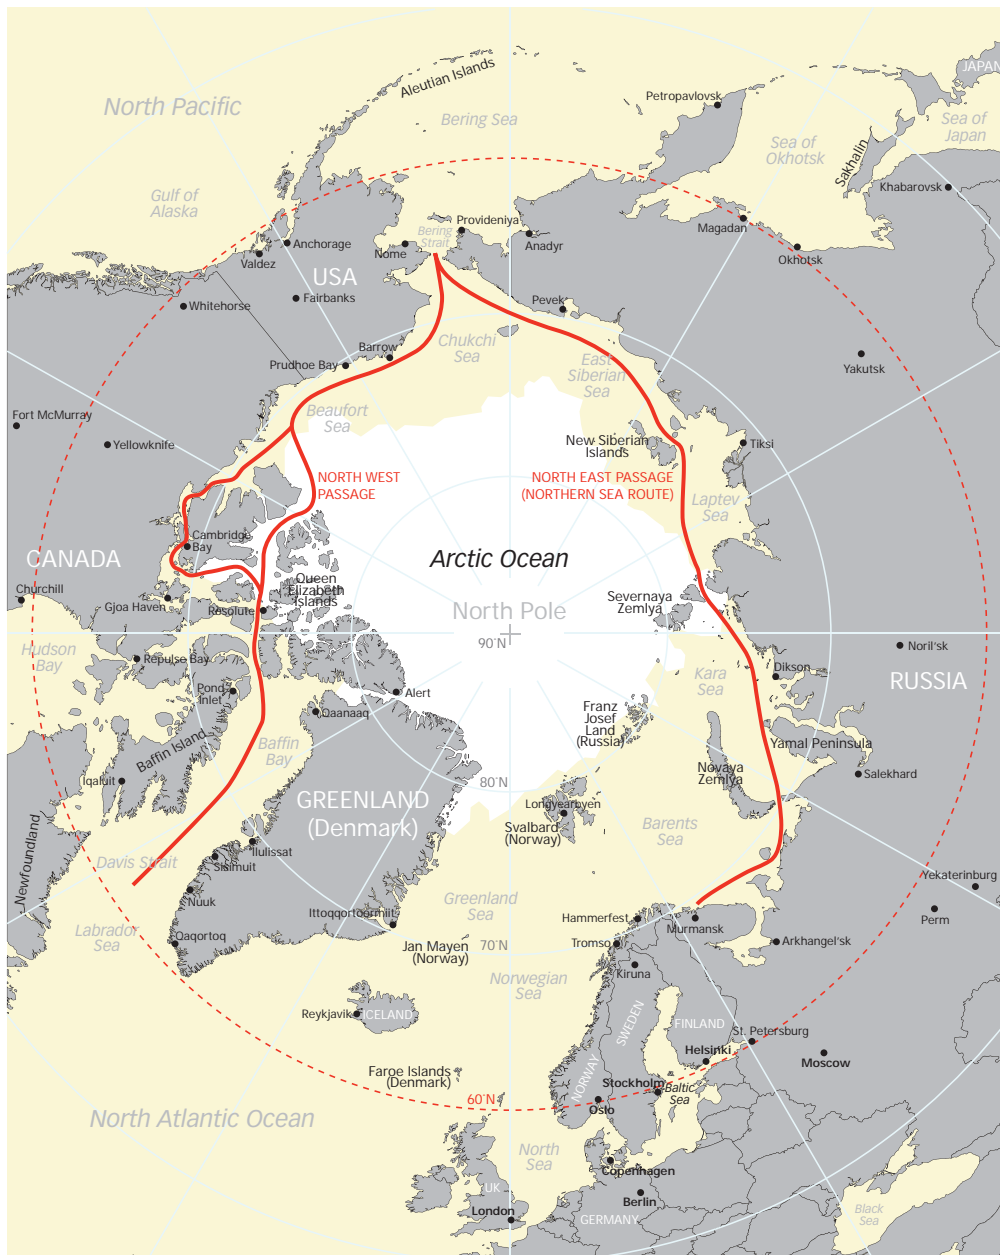 JAPAN
Aleutian Islands
North Pacific
Petropavlovsk
Bering Sea
Sea of
Japan
Sea of
Okhotsk
Sakhalin
Khabarovsk
Gulf of
Alaska
Provideniya
Bering
Strait
Magadan
Anchorage
Nome
Anadyr
Okhotsk
Valdez
USA
Fairbanks
Whitehorse
Pevek
Chukchi
Sea
Barrow
Prudhoe Bay
East
Siberian
Sea
Yakutsk
Beaufort
Sea
Fort McMurray
Yellowknife
New Siberian
Islands
Tiksi
NORTH WEST
PASSAGE
NORTH EAST PASSAGE
(NORTHERN SEA ROUTE)
Laptev
Sea
Cambridge
Bay
CANADA
Arctic Ocean
Queen
Elizabeth
Islands
Churchill
Gjoa Haven
Resolute
North Pole
Severnaya
Zemlya
90°N
Hudson
Bay
Repulse Bay
Noril'sk
Kara
Sea
Dikson
RUSSIA
Pond
Inlet
Alert
Qaanaaq
Franz
Josef
Land
(Russia)
Baffin Island
Baffin
Bay
Yamal Peninsula
Novaya
Zemlya
Salekhard
Iqaluit
80°N
GREENLAND
(Denmark)
Longyearbyen
Svalbard
(Norway)
Barents
Sea
Newfoundland
Davis Strait
Ilulissat
Sisimuit
Nuuk
Greenland
Sea
Yekaterinburg
Ittoqqortoormiit
Hammerfest
Murmansk
Perm
Labrador
Sea
Qaqortoq
Jan Mayen
(Norway)
70°N
Tromso
Arkhangel'sk
Kiruna
Norwegian
Sea
Reykjavik
ICELAND
SWEDEN
FINLAND
St. Petersburg
Helsinki
Moscow
Faroe Islands
(Denmark)
NORWAY
Stockholm
Baltic
Sea
60°N
Oslo
North Atlantic Ocean
North
Sea
Copenhagen
UK
Berlin
London
GERMANY
Black
Sea